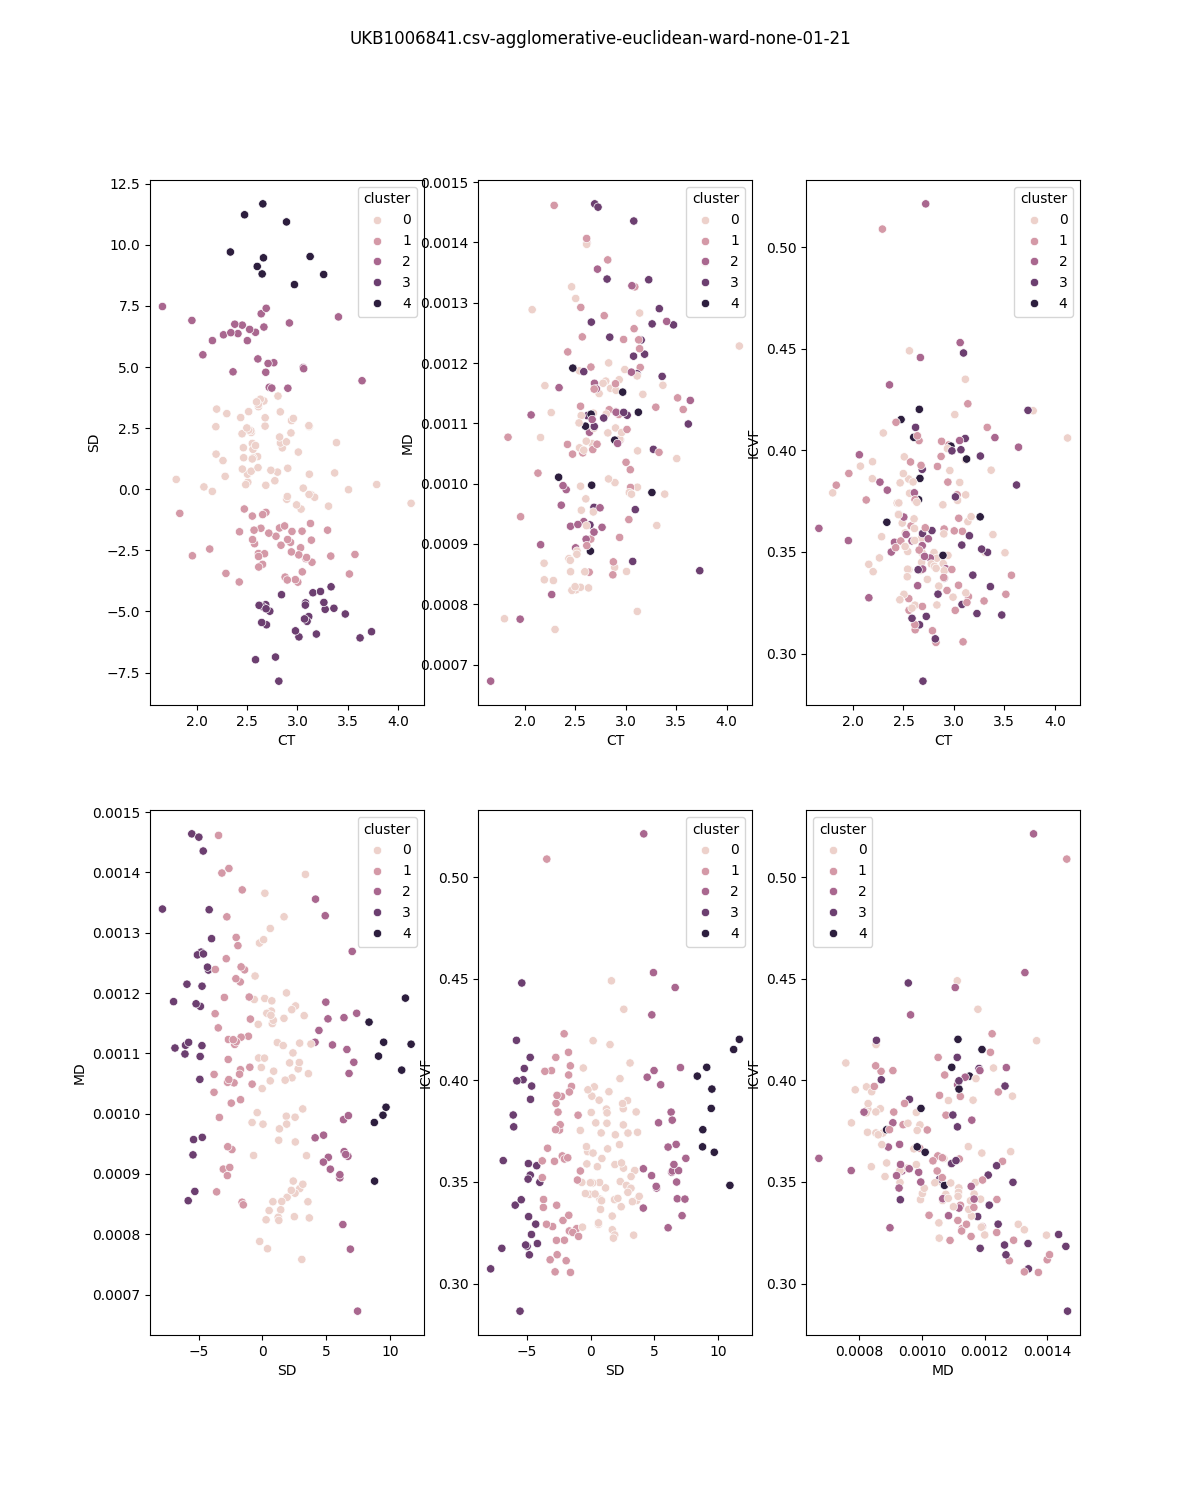 UKB1006841.csv-agglomerative-euclidean-ward-none-01-21
12.5
10.0
7.5
5.0
2.5
0.0
−2.5
−5.0
−7.5
SD
2.0 2.5 3.0 3.5 4.0
CT
cluster
0
1
2
3
4
0.0015
0.0014
0.0013
0.0012
0.0011
0.0010
0.0009
0.0008
0.0007
MD
2.0 2.5 3.0 3.5 4.0
CT
cluster
0
1
2
3
4
0.50
0.45
0.40
0.35
0.30
ICVF
2.0 2.5 3.0 3.5 4.0
CT
cluster
0
1
2
3
4
0.0015
0.0014
0.0013
0.0012
0.0011
0.0010
0.0009
0.0008
0.0007
MD
−5 0 5 10
SD
cluster
0
1
2
3
4
0.50
0.45
0.40
0.35
0.30
ICVF
−5 0 5 10
SD
cluster
0
1
2
3
4
0.50
0.45
0.40
0.35
0.30
ICVF
0.0008 0.0010 0.0012 0.0014
MD
cluster
0
1
2
3
4